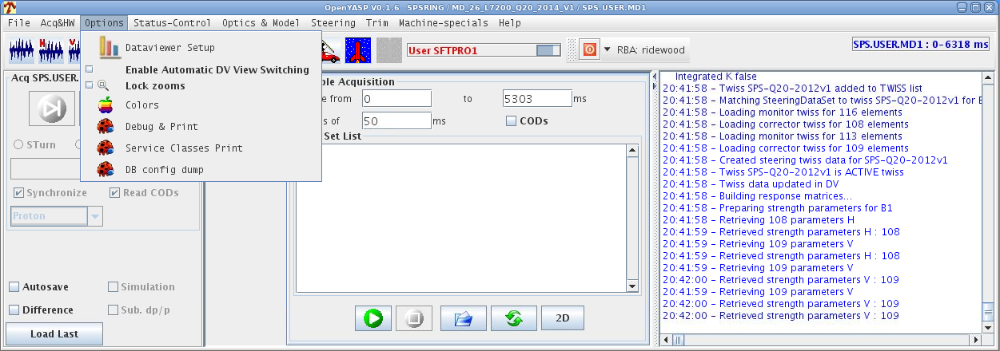 OpenYASP V0.1.6 SPSRING / MD_26_L7200_Q20_2014_V1 / SPS.USER.MD1
File Acq&HW Options Status-Control Optics & Model Steering Trim Machine-specials Help
H V
User SFTPRO1
RBA: ridewood
SPS.USER.MD1 : 0-6318 ms
Dataviewer Setup
Enable Automatic DV View Switching
Lock zooms
Colors
Debug & Print
Service Classes Print
DB config dump
Acq SPS.USER.
STurn
Synchronize Read CODs
Proton
Autosave Simulation
Difference Sub. dp/p
Load Last
ble Acquisition
e from 0 to 5303 ms
s of 50 ms CODs
Set List
2D
Integrated K false
20:41:58 - Twiss SPS-Q20-2012v1 added to TWISS list
20:41:58 - Matching SteeringDataSet to twiss SPS-Q20-2012v1 for B
20:41:58 - Loading monitor twiss for 116 elements
20:41:58 - Loading corrector twiss for 108 elements
20:41:58 - Loading monitor twiss for 113 elements
20:41:58 - Loading corrector twiss for 109 elements
20:41:58 - Created steering twiss data for SPS-Q20-2012v1
20:41:58 - Twiss SPS-Q20-2012v1 is ACTIVE twiss
20:41:58 - Twiss data updated in DV
20:41:58 - Building response matrices...
20:41:58 - Preparing strength parameters for B1
20:41:58 - Retrieving 108 parameters H
20:41:59 - Retrieved strength parameters H : 108
20:41:59 - Retrieving 109 parameters V
20:41:59 - Retrieved strength parameters H : 108
20:41:59 - Retrieving 109 parameters V
20:42:00 - Retrieved strength parameters V : 109
20:41:59 - Retrieving 109 parameters V
20:42:00 - Retrieved strength parameters V : 109
20:42:00 - Retrieved strength parameters V : 109